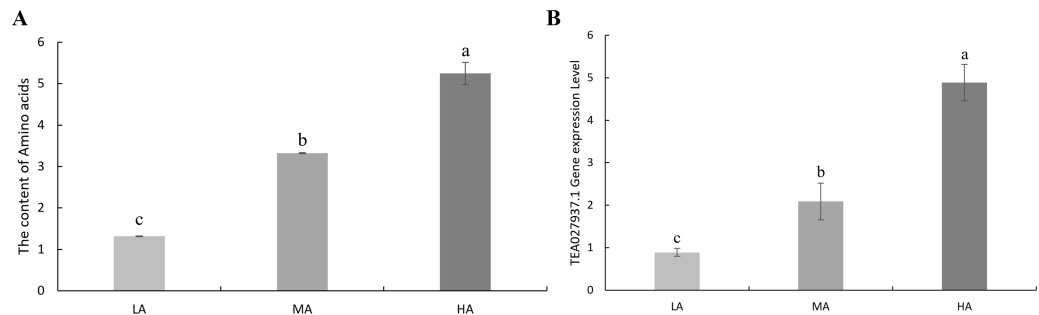 A
The content of Amino acids
6
5
4
3
2
1
0
c
b
a
LA
MA
HA
B
TEA027937.1 Gene expression Level
6
5
4
3
2
1
0
c
b
a
LA
MA
HA